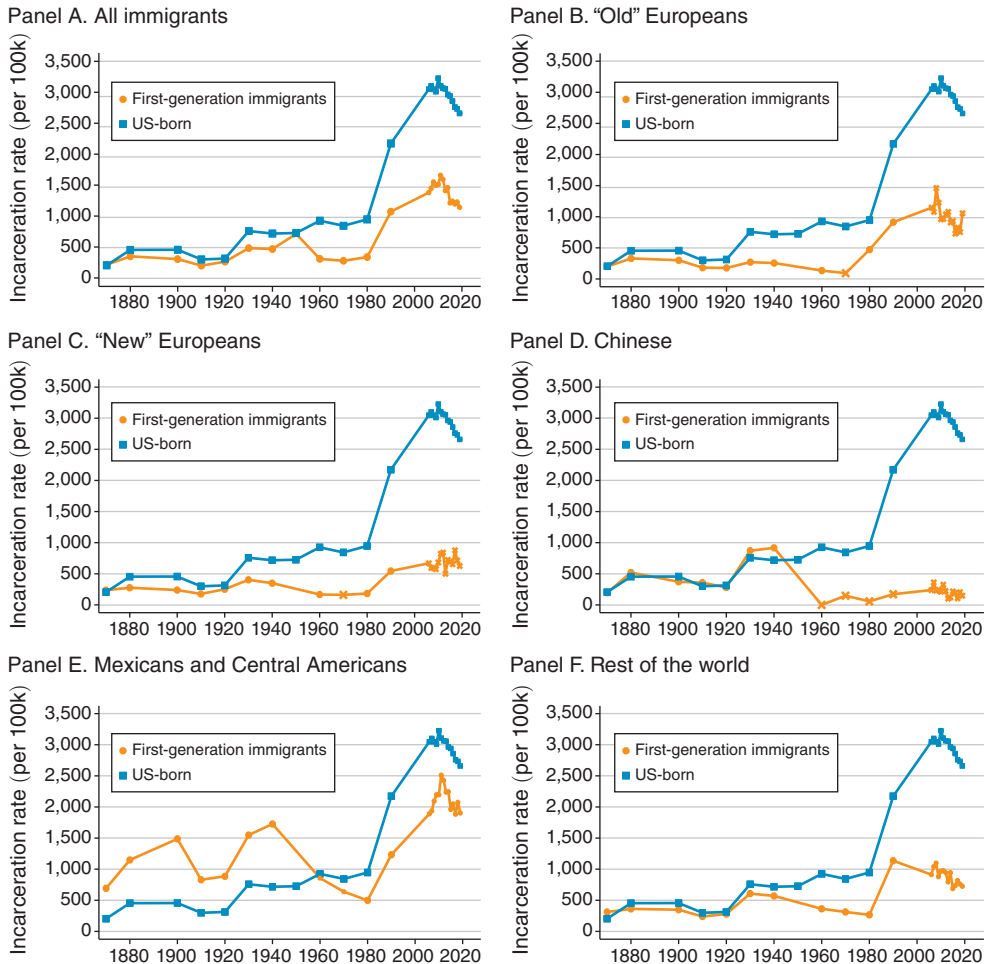 Panel A. All immigrants
Incarceration rate (per 100k)
3,500
3,000
2,500
2,000
1,500
1,000
500
0
First-generation immigrants
US-born
1880 1900 1920 1940 1960 1980 2000 2020
Panel B. “Old” Europeans
Incarceration rate (per 100k)
3,500
3,000
2,500
2,000
1,500
1,000
500
0
First-generation immigrants
US-born
1880 1900 1920 1940 1960 1980 2000 2020
Panel C. “New” Europeans
Incarceration rate (per 100k)
3,500
3,000
2,500
2,000
1,500
1,000
500
0
First-generation immigrants
US-born
1880 1900 1920 1940 1960 1980 2000 2020
Panel D. Chinese
Incarceration rate (per 100k)
3,500
3,000
2,500
2,000
1,500
1,000
500
0
First-generation immigrants
US-born
1880 1900 1920 1940 1960 1980 2000 2020
Panel E. Mexicans and Central Americans
Incarceration rate (per 100k)
3,500
3,000
2,500
2,000
1,500
1,000
500
0
First-generation immigrants
US-born
1880 1900 1920 1940 1960 1980 2000 2020
Panel F. Rest of the world
Incarceration rate (per 100k)
3,500
3,000
2,500
2,000
1,500
1,000
500
0
First-generation immigrants
US-born
1880 1900 1920 1940 1960 1980 2000 2020